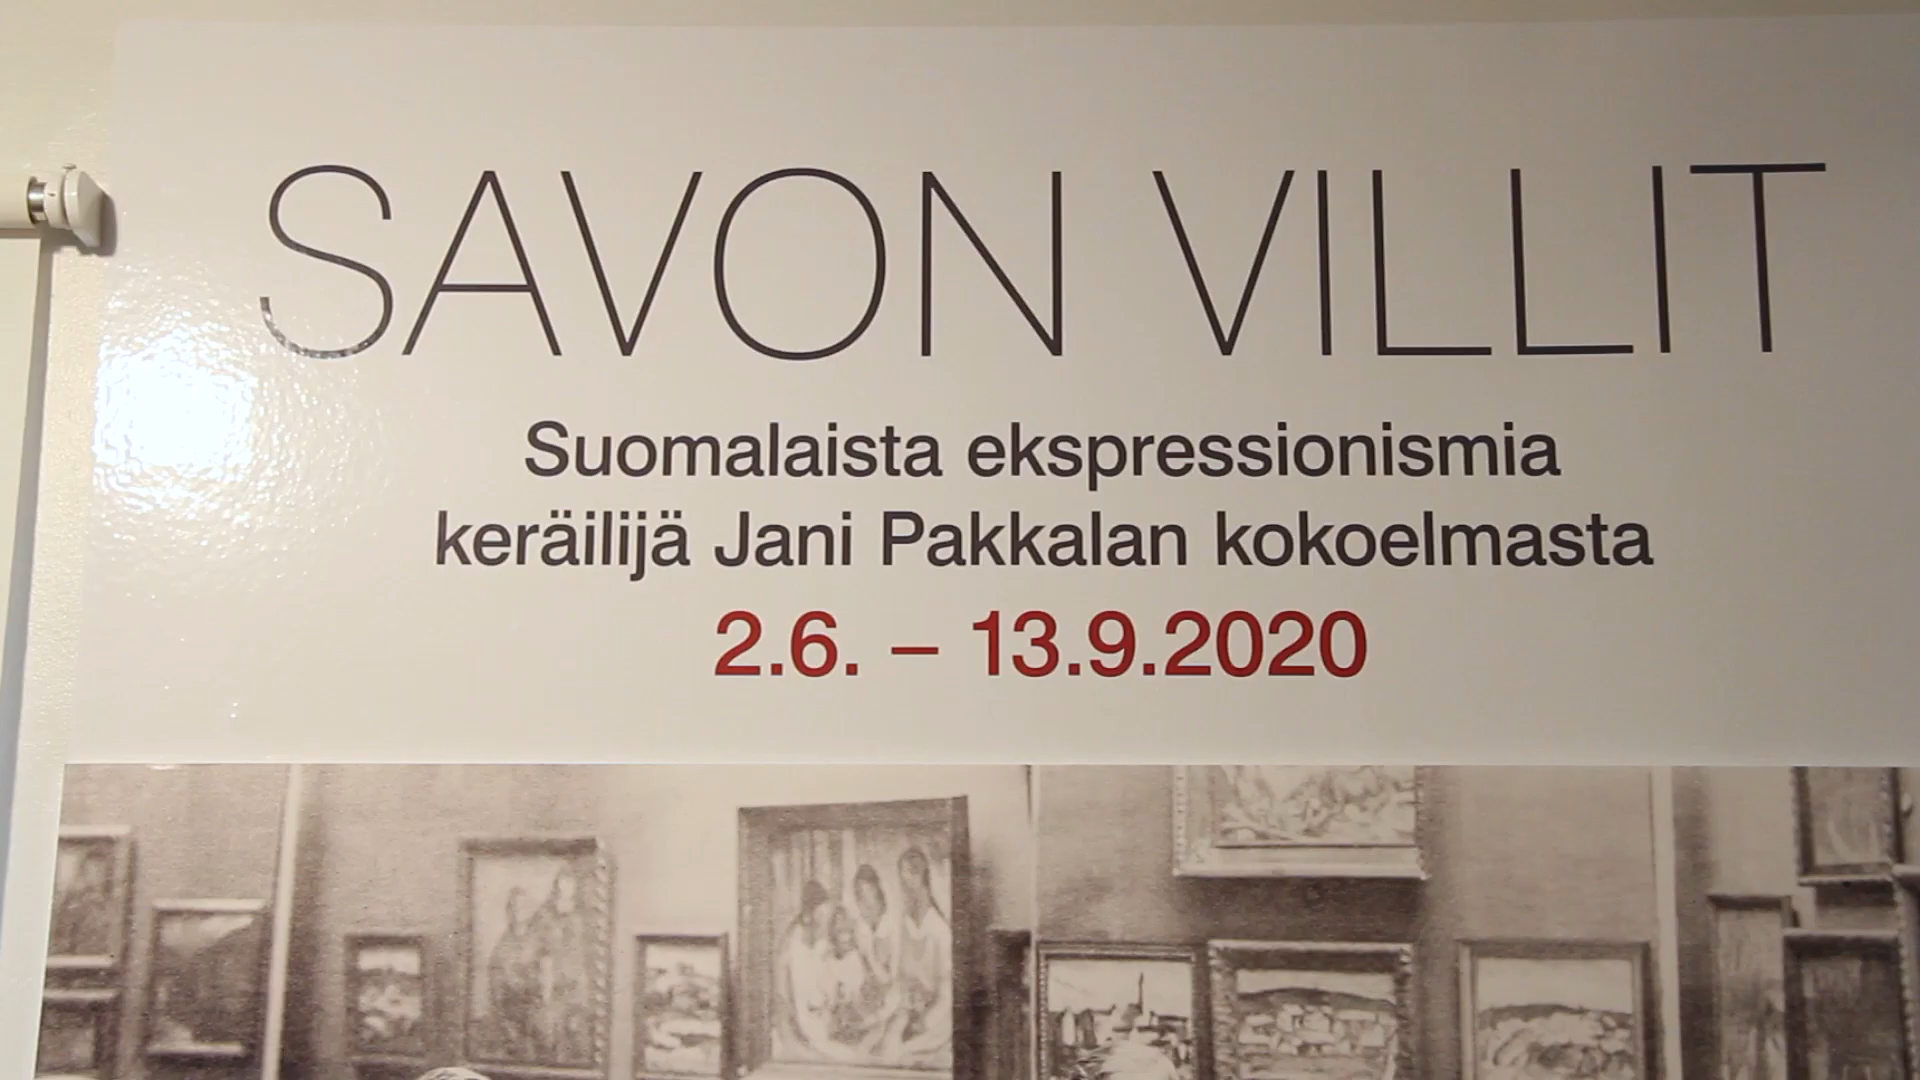 SAVON VILLIT
Suomalaista ekspressionismia
keräilijä Jani Pakkalan kokoelmasta
2.6. – 13.9.2020